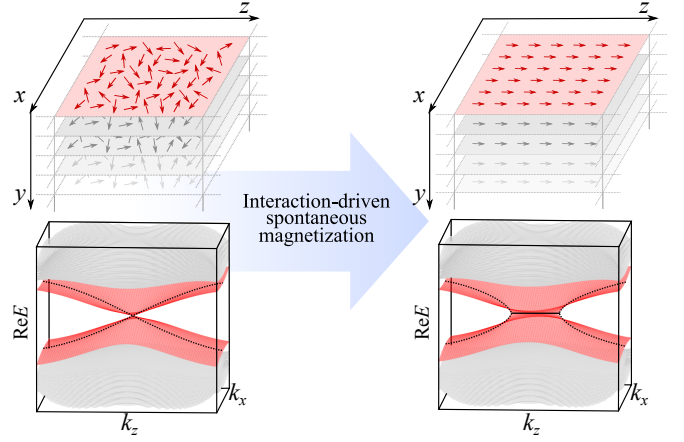 z
z
x
x
y
y
Interaction-driven
spontaneous
magnetization
ReE
ReE
k_x
k_x
k_z
k_z